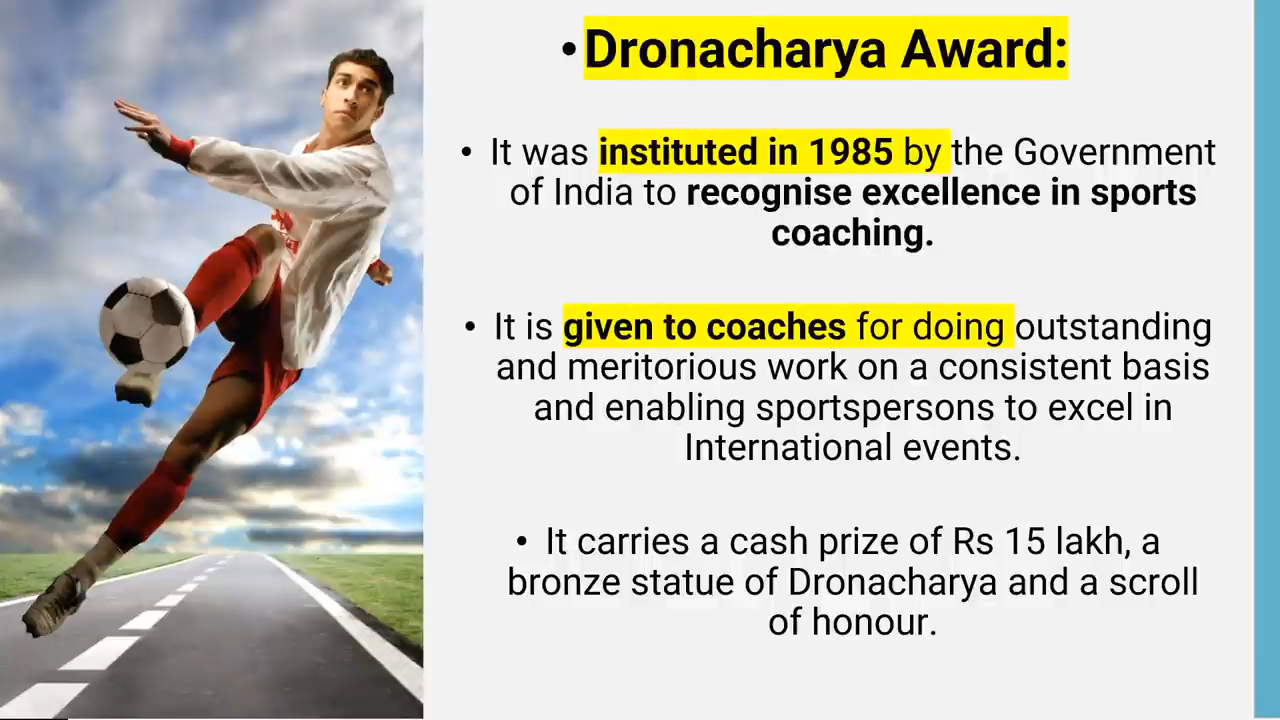 •Dronacharya Award:
• It was instituted in 1985 by the Government
of India to recognise excellence in sports
coaching.
• It is given to coaches for doing outstanding
and meritorious work on a consistent basis
and enabling sportspersons to excel in
International events.
• It carries a cash prize of Rs 15 lakh, a
bronze statue of Dronacharya and a scroll
of honour.